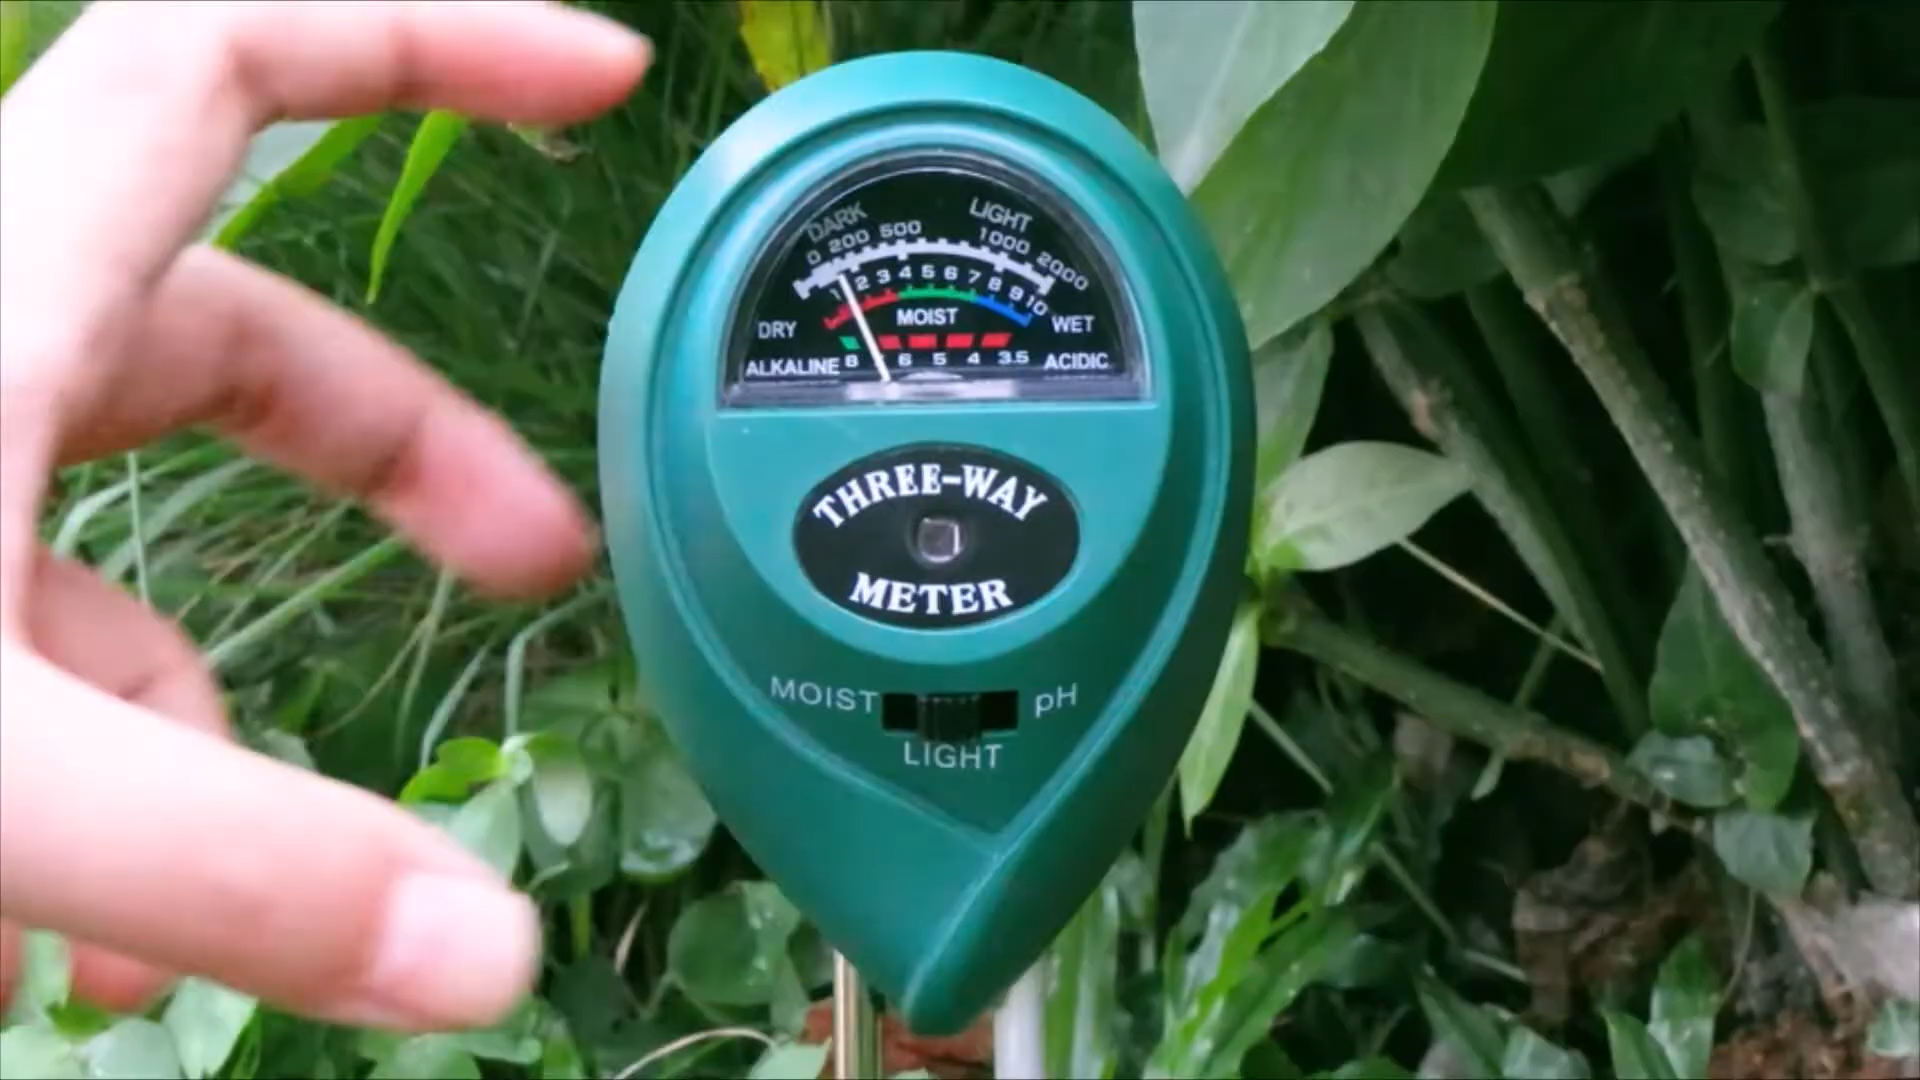 DARK LIGHT
0 200 500 1000 2000
1 2 3 4 5 6 7 8 9 10
DRY MOIST WET
ALKALINE 8 6 5 4 3.5 ACIDIC
THREE-WAY
METER
MOIST pH
LIGHT